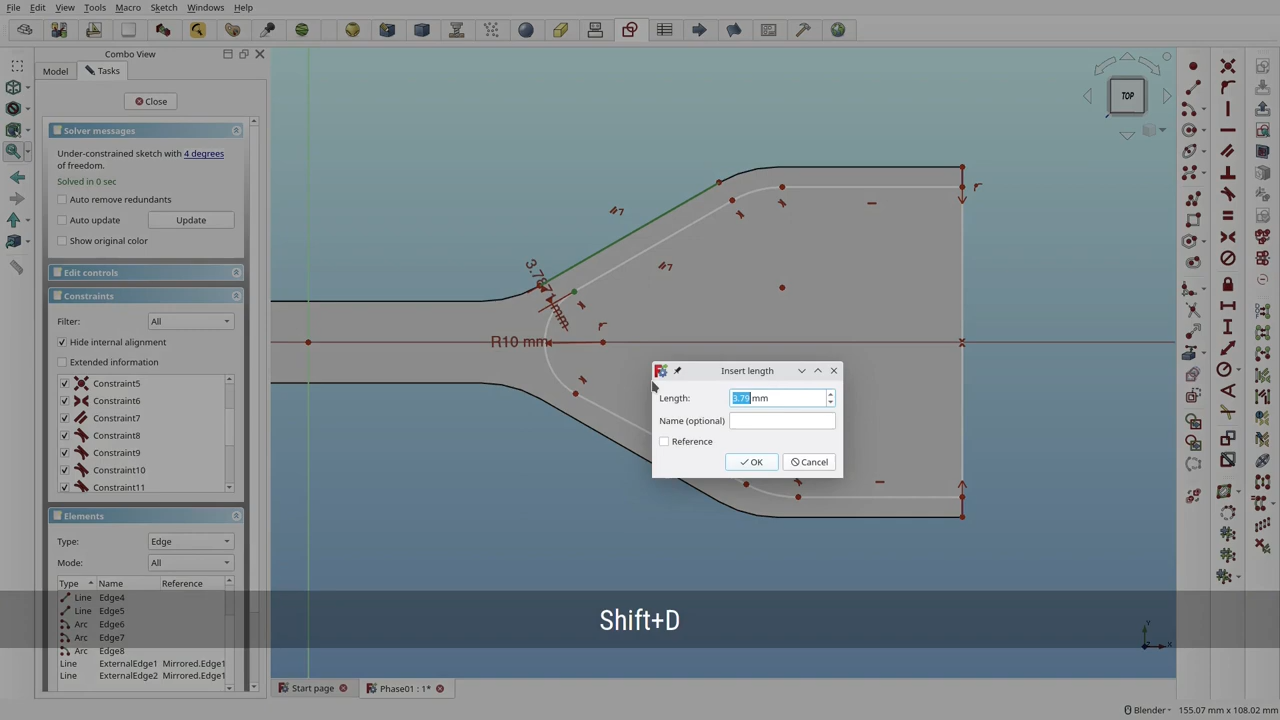 File Edit View Tools Macro Sketch Windows Help
Combo View
Model Tasks
Close
Solver messages
Under-constrained sketch with 4 degrees
of freedom.
Solved in 0 sec
Auto remove redundants
Auto update Update
Show original color
Edit controls
Constraints
Filter: All
Hide internal alignment
Extended information
Constraint5
Constraint6
Constraint7
Constraint8
Constraint9
Constraint10
Constraint11
Elements
Type: Edge
Mode: All
Type Name Reference
Line Edge4
Line Edge5
Arc Edge6
Arc Edge7
Arc Edge8
Line ExternalEdge1 Mirrored.Edge1
Line ExternalEdge2 Mirrored.Edge1
TOP
7
7
R10 mm
Insert length
Length: 3.79 mm
Name (optional)
Reference
OK Cancel
Shift+D
Y
X
Start page Phase01 : 1*
Blender 155.07 mm x 108.02 mm